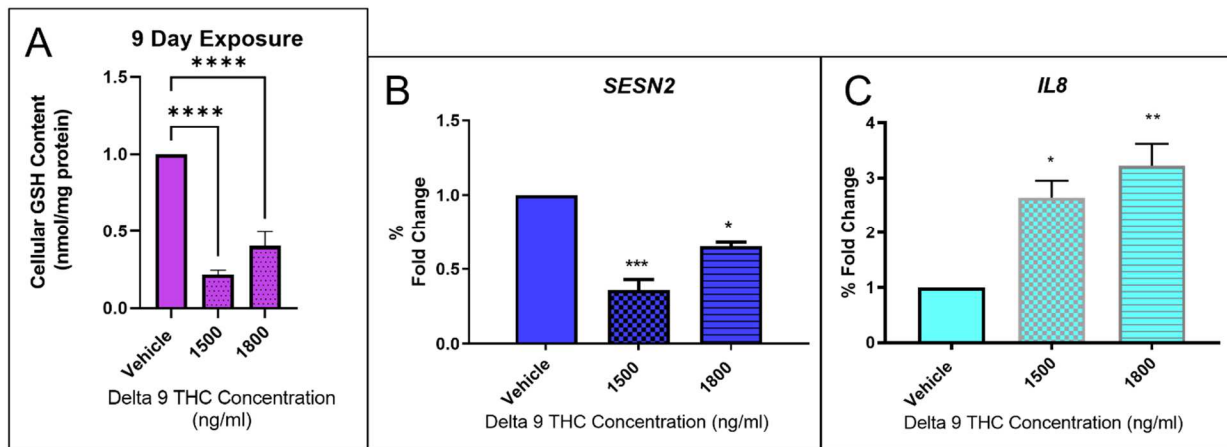 A
9 Day Exposure
****
****
Cellular GSH Content
(nmol/mg protein)
1.5
1.0
0.5
0.0
Vehicle
1500
1800
Delta 9 THC Concentration
(ng/ml)
B
SESN2
%
Fold Change
1.5
1.0
0.5
0.0
***
*
Vehicle
1500
1800
Delta 9 THC Concentration (ng/ml)
C
IL8
% Fold Change
4
3
2
1
0
*
**
Vehicle
1500
1800
Delta 9 THC Concentration (ng/ml)